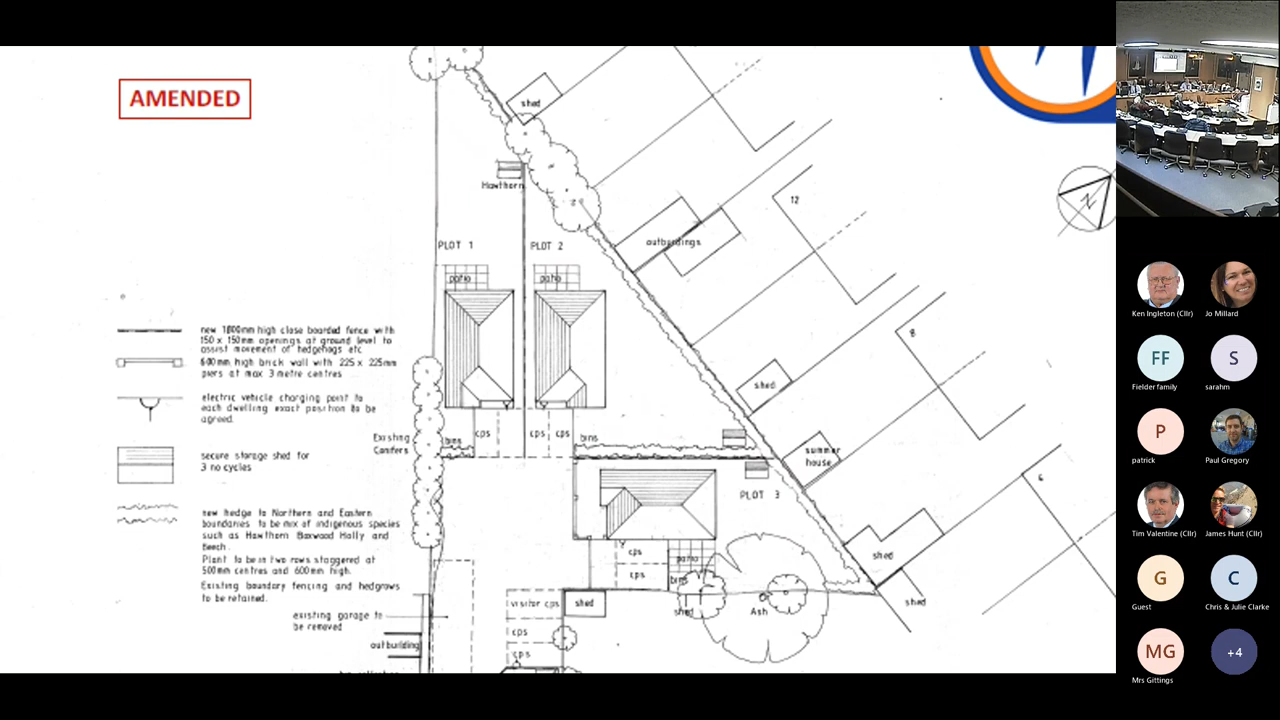 AMENDED
shed
Hawthorn
12
outbuildings
PLOT 1
PLOT 2
patio
patio
8
new 1800mm high close boarded fence with
150 x 150mm openings at ground level to
assist movement of hedgehogs etc
600mm high brick wall with 225 x 225mm
piers at max 3 metre centres
electric vehicle charging point to
each dwelling exact position to be
agreed.
shed
Existing
Conifers
bins
cps
cps
cps
bins
secure storage shed for
3 no cycles
summer
house
6
PLOT 3
new hedge to Northern and Eastern
boundaries to be mix of indigenous species
such as Hawthorn Boxwood Holly and
Beech.
Plant to be in two rows staggered at
500mm centres and 600mm high.
Existing boundary fencing and hedgrows
to be retained.
cps
cps
patio
bins
shed
shed
visitor cps
shed
shed
Ash
existing garage to
be removed
cps
outbuilding
cps
N
Ken Ingleton (Cllr)
Jo Millard
FF
Fielder family
S
sarahm
P
patrick
Paul Gregory
Tim Valentine (Cllr)
James Hunt (Cllr)
G
Guest
C
Chris & Julie Clarke
MG
Mrs Gittings
+4